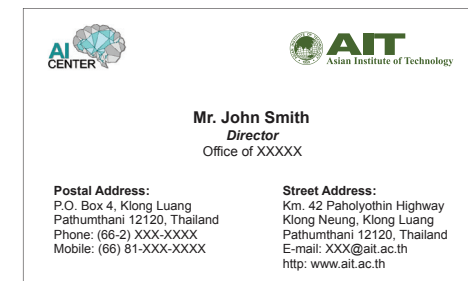 AI
CENTER
AIT
Asian Institute of Technology
Mr. John Smith
Director
Office of XXXXX
Postal Address:
P.O. Box 4, Klong Luang
Pathumthani 12120, Thailand
Phone: (66-2) XXX-XXXX
Mobile: (66) 81-XXX-XXXX
Street Address:
Km. 42 Paholyothin Highway
Klong Neung, Klong Luang
Pathumthani 12120, Thailand
E-mail: XXX@ait.ac.th
http: www.ait.ac.th